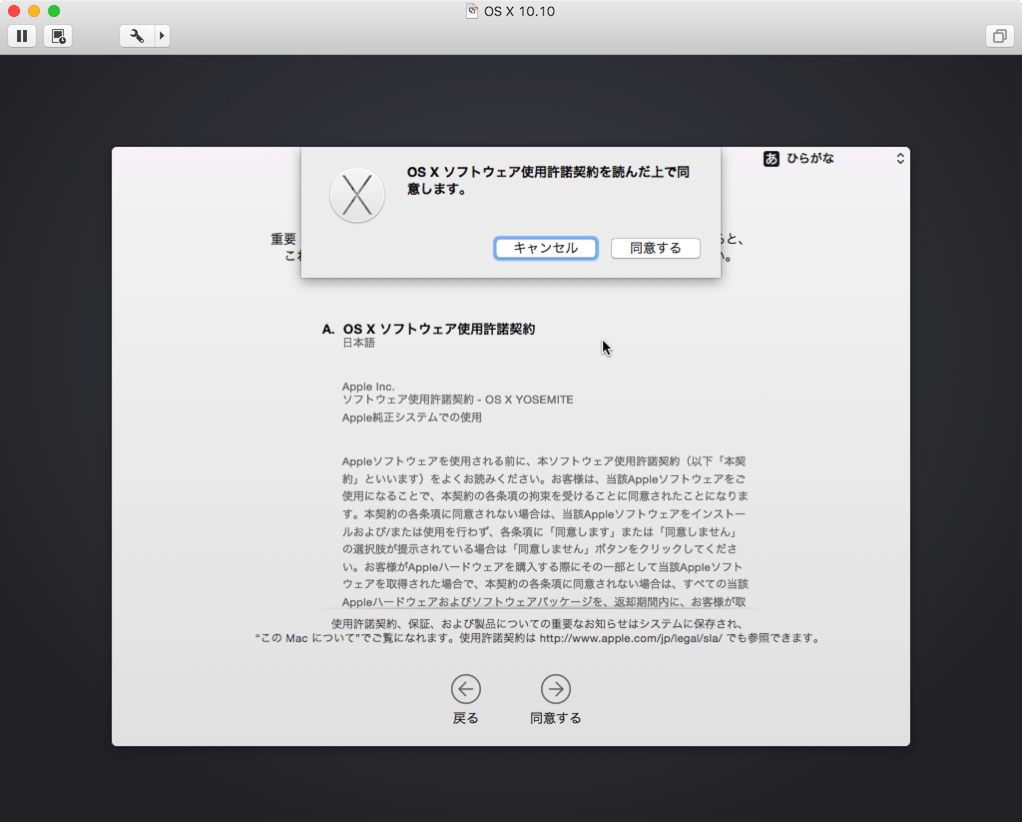 OS X 10.10
あ ひらがな
OS X ソフトウェア使用許諾契約を読んだ上で同
意します。
キャンセル 同意する
重要 ると、
これ い。
A. OS X ソフトウェア使用許諾契約
日本語
Apple Inc.
ソフトウェア使用許諾契約 - OS X YOSEMITE
Apple純正システムでの使用
Appleソフトウェアを使用される前に、本ソフトウェア使用許諾契約（以下「本契
約」といいます）をよくお読みください。お客様は、当該Appleソフトウェアをご
使用になることで、本契約の各条項の拘束を受けることに同意されたことになりま
す。本契約の各条項に同意されない場合は、当該Appleソフトウェアをインストー
ルおよび/または使用を行わず、各条項に「同意します」または「同意しません」
の選択肢が提示されている場合は「同意しません」ボタンをクリックしてくださ
い。お客様がAppleハードウェアを購入する際にその一部として当該Appleソフト
ウェアを取得された場合で、本契約の各条項に同意されない場合は、すべての当該
Appleハードウェアおよびソフトウェアパッケージを、返却期間内に、お客様が取
使用許諾契約、保証、および製品についての重要なお知らせはシステムに保存され、
“この Mac について”でご覧になれます。使用許諾契約は http://www.apple.com/jp/legal/sla/ でも参照できます。
戻る 同意する